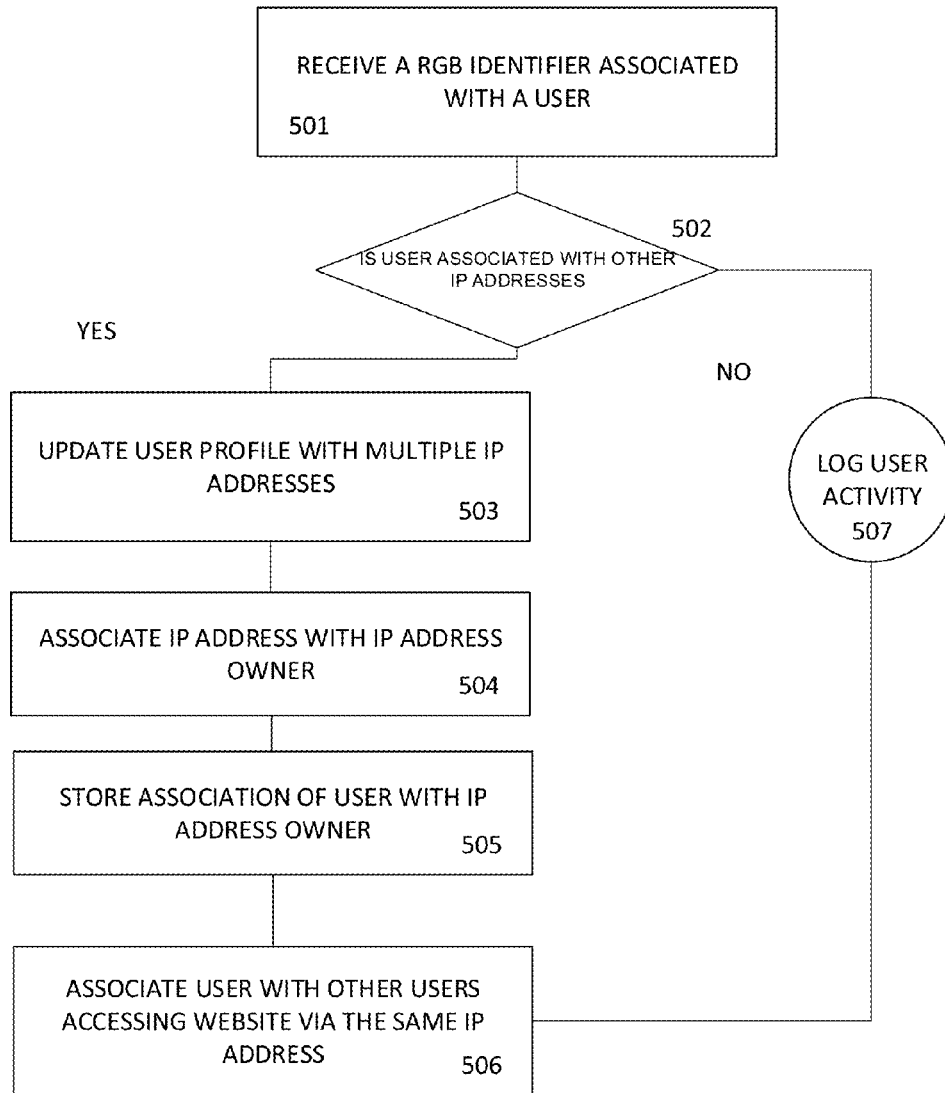 RECEIVE A RGB IDENTIFIER ASSOCIATED
WITH A USER
501
502
IS USER ASSOCIATED WITH OTHER
IP ADDRESSES
YES
NO
UPDATE USER PROFILE WITH MULTIPLE IP
ADDRESSES
503
LOG USER
ACTIVITY
507
ASSOCIATE IP ADDRESS WITH IP ADDRESS
OWNER
504
STORE ASSOCIATION OF USER WITH IP
ADDRESS OWNER
505
ASSOCIATE USER WITH OTHER USERS
ACCESSING WEBSITE VIA THE SAME IP
ADDRESS
506